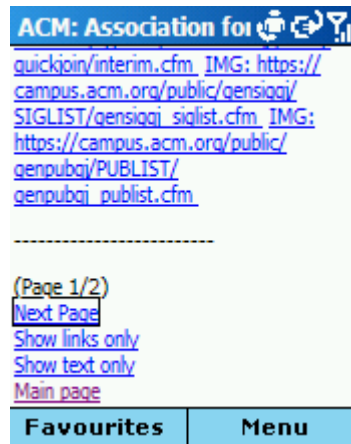 ACM: Association for
quickjoin/interim.cfm IMG: https://
campus.acm.org/public/gensigqj/
SIGLIST/gensigqj_siglist.cfm IMG:
https://campus.acm.org/public/
genpubqj/PUBLIST/
genpubqj_publist.cfm
-------------------------
(Page 1/2)
Next Page
Show links only
Show text only
Main page
Favourites Menu